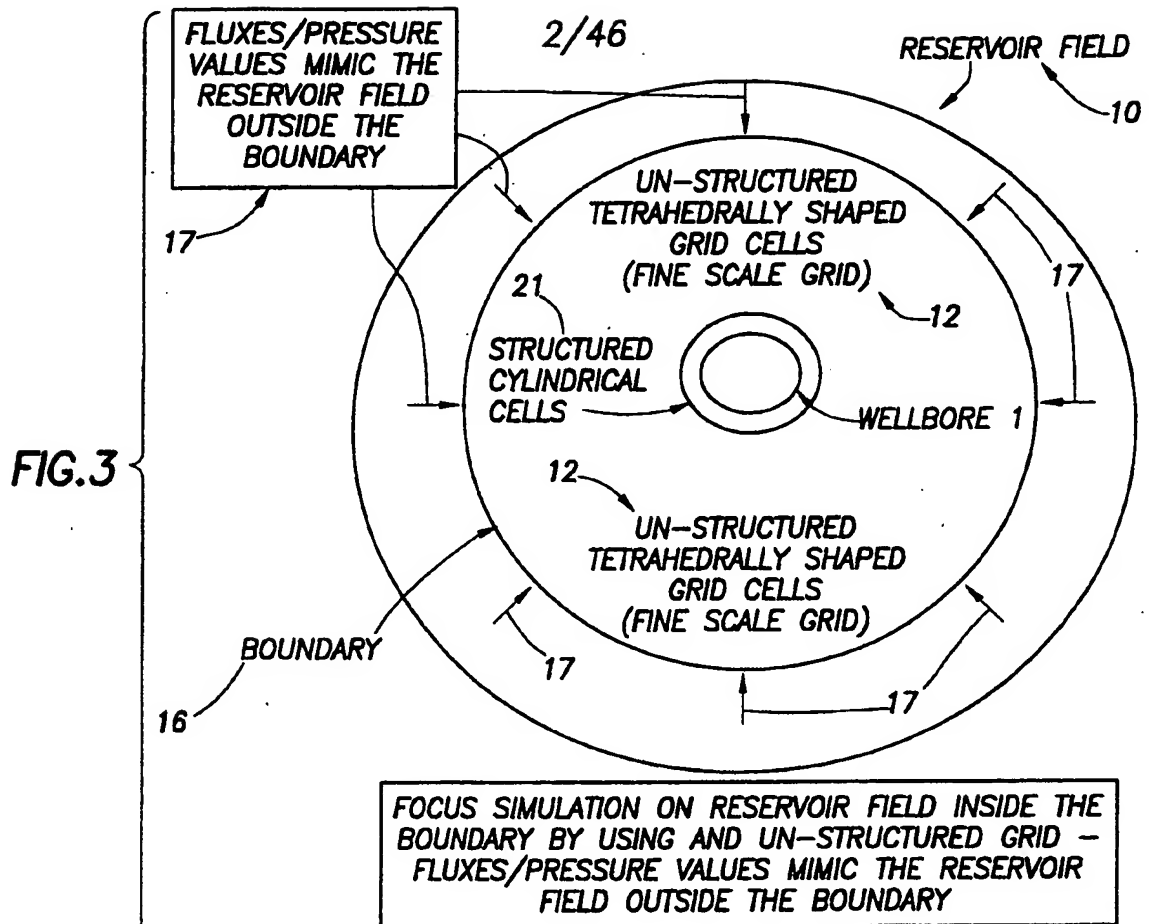 2/46
FLUXES/PRESSURE
VALUES MIMIC THE
RESERVOIR FIELD
OUTSIDE THE
BOUNDARY
17
RESERVOIR FIELD
10
UN-STRUCTURED
TETRAHEDRALLY SHAPED
GRID CELLS
(FINE SCALE GRID)
12
17
21
STRUCTURED
CYLINDRICAL
CELLS
WELLBORE 1
FIG.3
12
UN-STRUCTURED
TETRAHEDRALLY SHAPED
GRID CELLS
(FINE SCALE GRID)
BOUNDARY
16
17
17
FOCUS SIMULATION ON RESERVOIR FIELD INSIDE THE
BOUNDARY BY USING AND UN-STRUCTURED GRID -
FLUXES/PRESSURE VALUES MIMIC THE RESERVOIR
FIELD OUTSIDE THE BOUNDARY